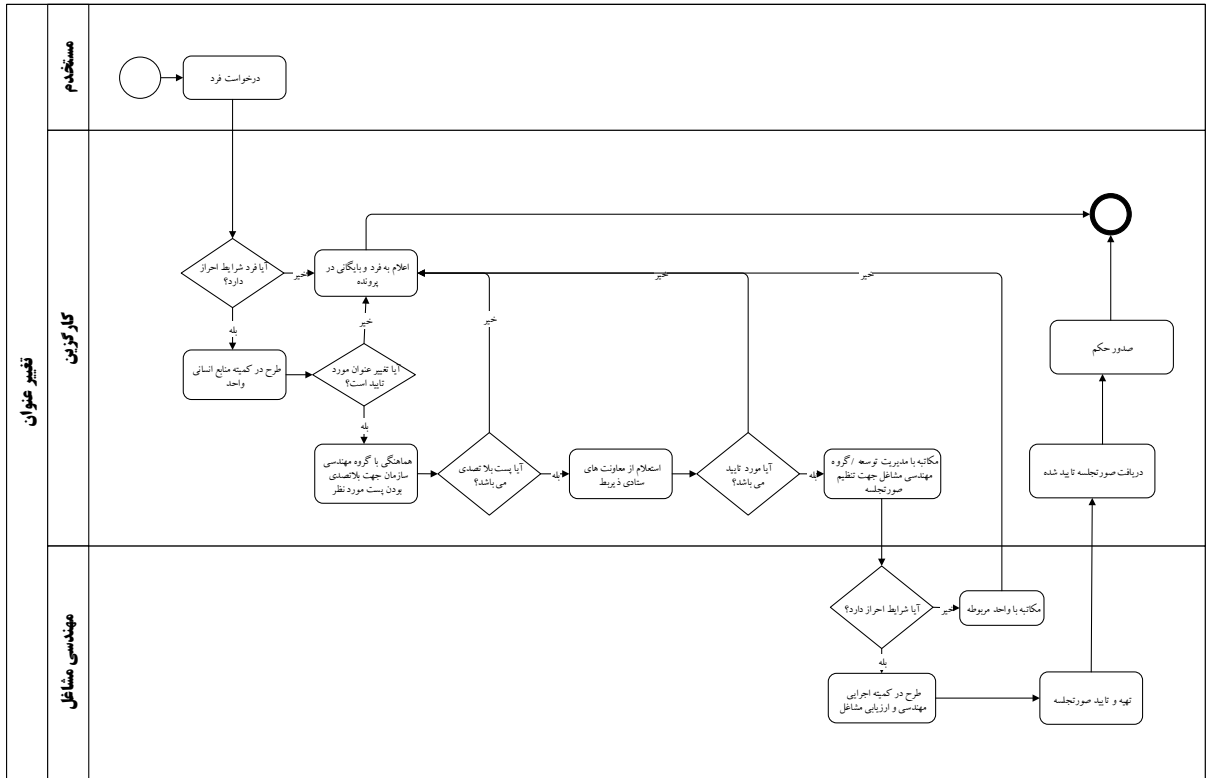 تغییر عنوان
مستخدم
کارگزین
مهندسی مشاغل
درخواست فرد
آیا فرد شرایط احراز
دارد؟
خیر
بله
اعلام به فرد و بایگانی در
پرونده
طرح در کمیته منابع انسانی
واحد
آیا تغییر عنوان مورد
تایید است؟
خیر
بله
هماهنگی با گروه مهندسی
سازمان جهت بلاتصدی
بودن پست مورد نظر
آیا پست بلا تصدی
می باشد؟
خیر
بله
استعلام از معاونت های
ستادی ذیربط
آیا مورد تایید
می باشد؟
خیر
بله
مکاتبه با مدیریت توسعه / گروه
مهندسی مشاغل جهت تنظیم
صورتجلسه
آیا شرایط احراز دارد؟
خیر
مکاتبه با واحد مربوطه
خیر
بله
طرح در کمیته اجرایی
مهندسی و ارزیابی مشاغل
تهیه و تایید صورتجلسه
دریافت صورتجلسه تایید شده
صدور حکم